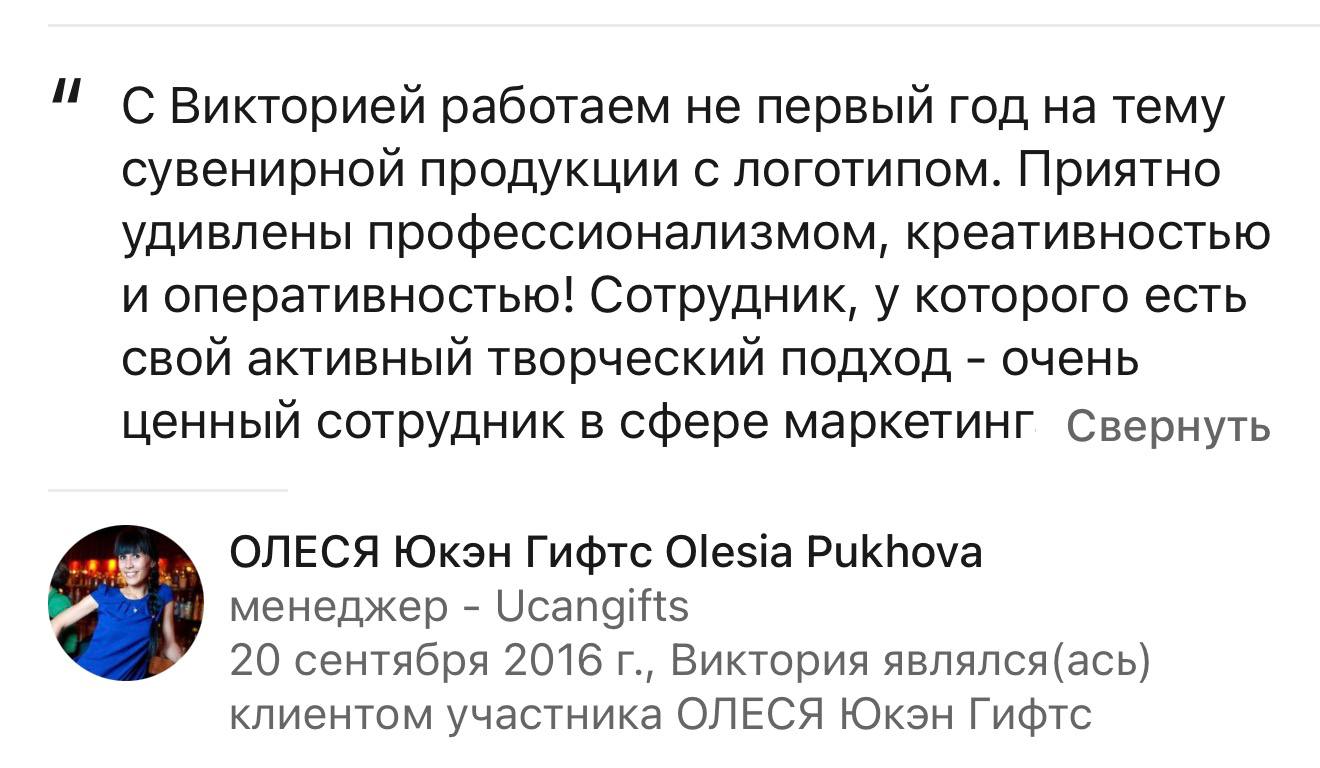 “ С Викторией работаем не первый год на тему
сувенирной продукции с логотипом. Приятно
удивлены профессионализмом, креативностью
и оперативностью! Сотрудник, у которого есть
свой активный творческий подход - очень
ценный сотрудник в сфере маркетинг Свернуть
ОЛЕСЯ Юкэн Гифтс Olesia Pukhova
менеджер - Ucangifts
20 сентября 2016 г., Виктория являлся(ась)
клиентом участника ОЛЕСЯ Юкэн Гифтс